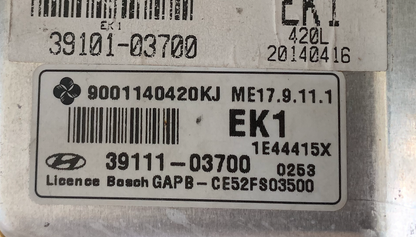 EK1
EK1
39101-03700
420L
20140416
9001140420KJ ME17.9.11.1
EK1
1E44415X
39111-03700 0253
Licence Bosch GAPB-CE52FS03500